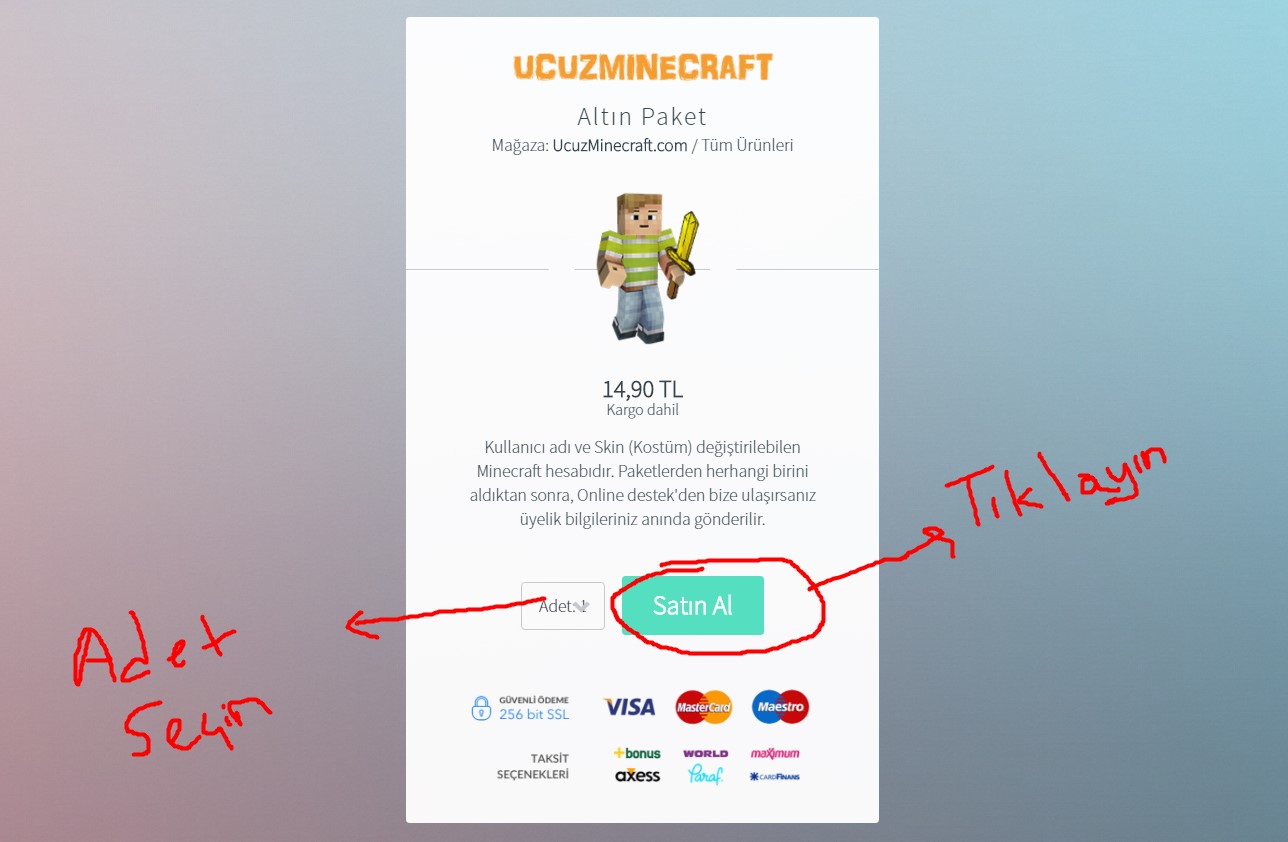 UCUZMINECRAFT
Altın Paket
Mağaza: UcuzMinecraft.com / Tüm Ürünleri
14,90 TL
Kargo dahil
Kullanıcı adı ve Skin (Kostüm) değiştirilebilen
Minecraft hesabıdır. Paketlerden herhangi birini
aldıktan sonra, Online destek'den bize ulaşırsanız
üyelik bilgileriniz anında gönderilir.
Tıklayın
Adet: 1
Satın Al
Adet
Seçin
GÜVENLİ ÖDEME
256 bit SSL
VISA
MasterCard
Maestro
TAKSİT
SEÇENEKLERİ
+bonus
WORLD
maximum
axess
Paraf
CARDFINANS